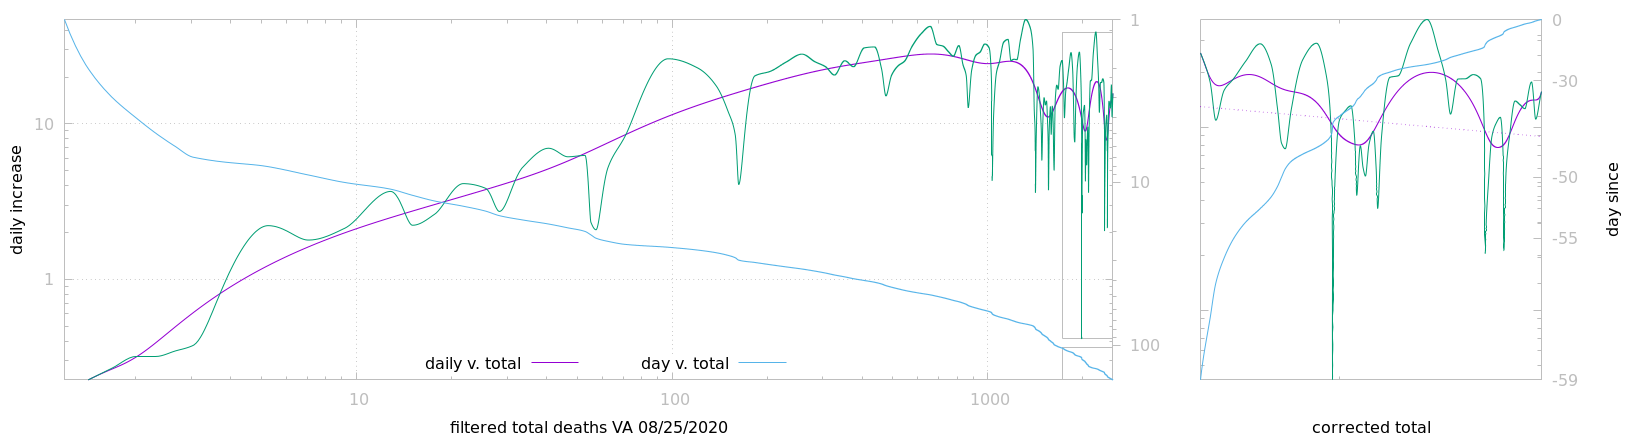 daily increase
10
1
daily v. total
day v. total
10
100
1000
filtered total deaths VA 08/25/2020
1
10
100
0
-30
-50
-55
-59
day since
corrected total